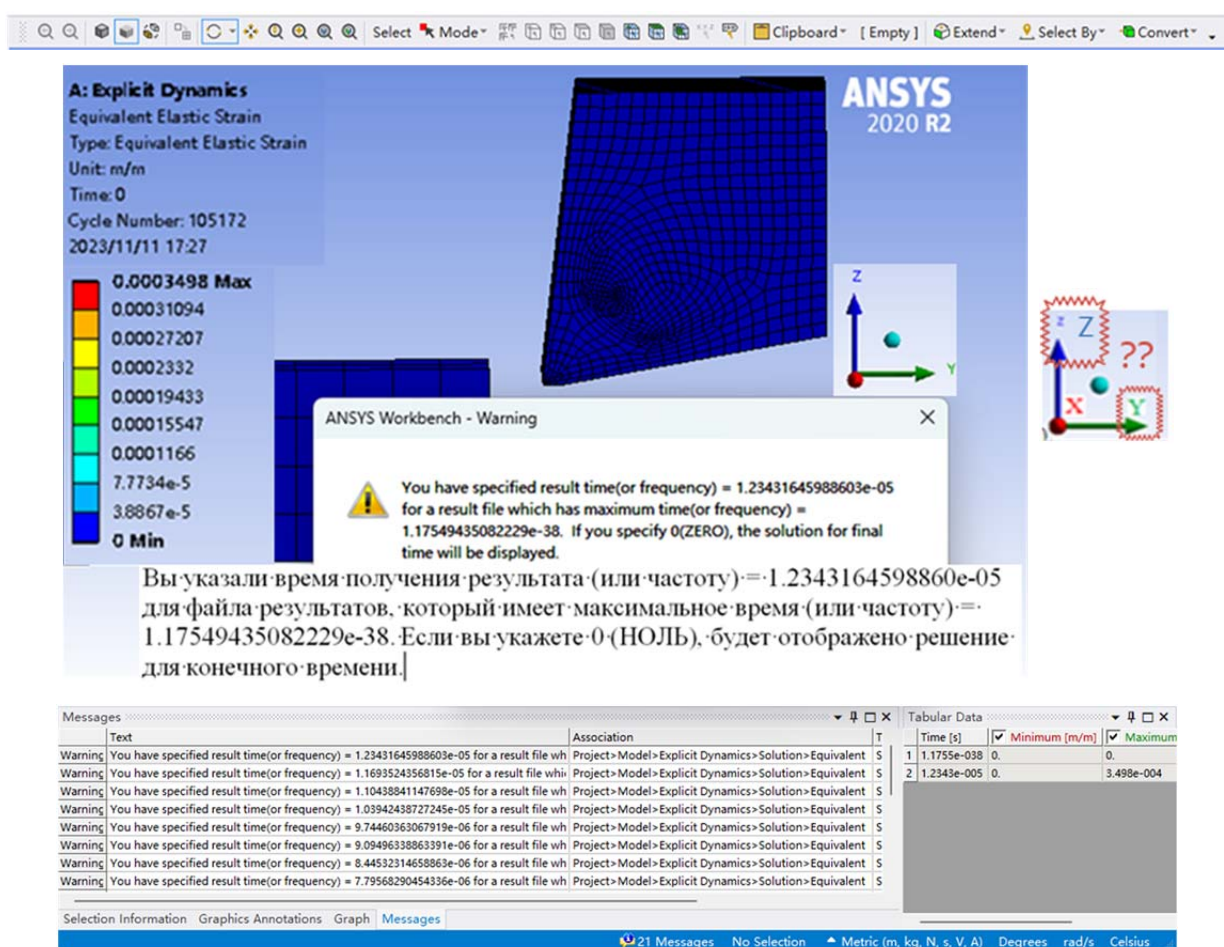 Select Mode Clipboard [ Empty ] Extend Select By Convert
A: Explicit Dynamics
Equivalent Elastic Strain
Type: Equivalent Elastic Strain
Unit: m/m
Time: 0
Cycle Number: 105172
2023/11/11 17:27
ANSYS
2020 R2
0.0003498 Max
0.00031094
0.00027207
0.0002332
0.00019433
0.00015547
0.0001166
7.7734e-5
3.8867e-5
0 Min
Z
Y
z Z
??
X Y
ANSYS Workbench - Warning
You have specified result time(or frequency) = 1.23431645988603e-05
for a result file which has maximum time(or frequency) =
1.17549435082229e-38. If you specify 0(ZERO), the solution for final
time will be displayed.
Вы·указали·время·получения·результата·(или·частоту)·=·1.2343164598860e-05
для·файла·результатов,·который·имеет·максимальное·время·(или·частоту)·=·
1.17549435082229e-38.·Если·вы·укажете·0·(НОЛЬ),·будет·отображено·решение·
для·конечного·времени.
Messages
Text Association T
Warning You have specified result time(or frequency) = 1.23431645988603e-05 for a result file wh Project>Model>Explicit Dynamics>Solution>Equivalent S
Warning You have specified result time(or frequency) = 1.1693524356815e-05 for a result file whi Project>Model>Explicit Dynamics>Solution>Equivalent S
Warning You have specified result time(or frequency) = 1.10438841147698e-05 for a result file wh Project>Model>Explicit Dynamics>Solution>Equivalent S
Warning You have specified result time(or frequency) = 1.03942438727245e-05 for a result file wh Project>Model>Explicit Dynamics>Solution>Equivalent S
Warning You have specified result time(or frequency) = 9.74460363067919e-06 for a result file wh Project>Model>Explicit Dynamics>Solution>Equivalent S
Warning You have specified result time(or frequency) = 9.09496338863391e-06 for a result file wh Project>Model>Explicit Dynamics>Solution>Equivalent S
Warning You have specified result time(or frequency) = 8.44532314658863e-06 for a result file wh Project>Model>Explicit Dynamics>Solution>Equivalent S
Warning You have specified result time(or frequency) = 7.79568290454336e-06 for a result file wh Project>Model>Explicit Dynamics>Solution>Equivalent S
Selection Information Graphics Annotations Graph Messages
Tabular Data
Time [s] Minimum [m/m] Maximum
1 1.1755e-038 0. 0.
2 1.2343e-005 0. 3.498e-004
21 Messages No Selection Metric (m, kg, N, s, V, A) Degrees rad/s Celsius